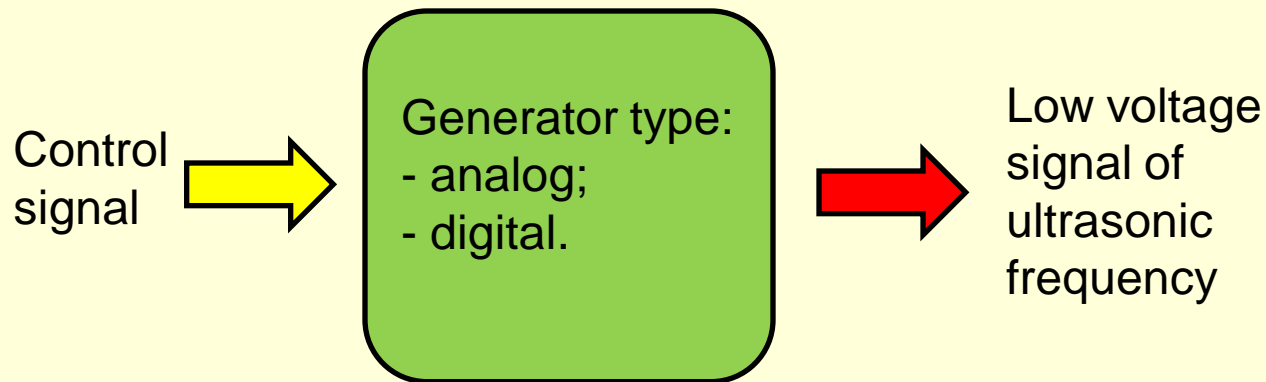 Control
signal
Generator type:
- analog;
- digital.
Low voltage
signal of
ultrasonic
frequency